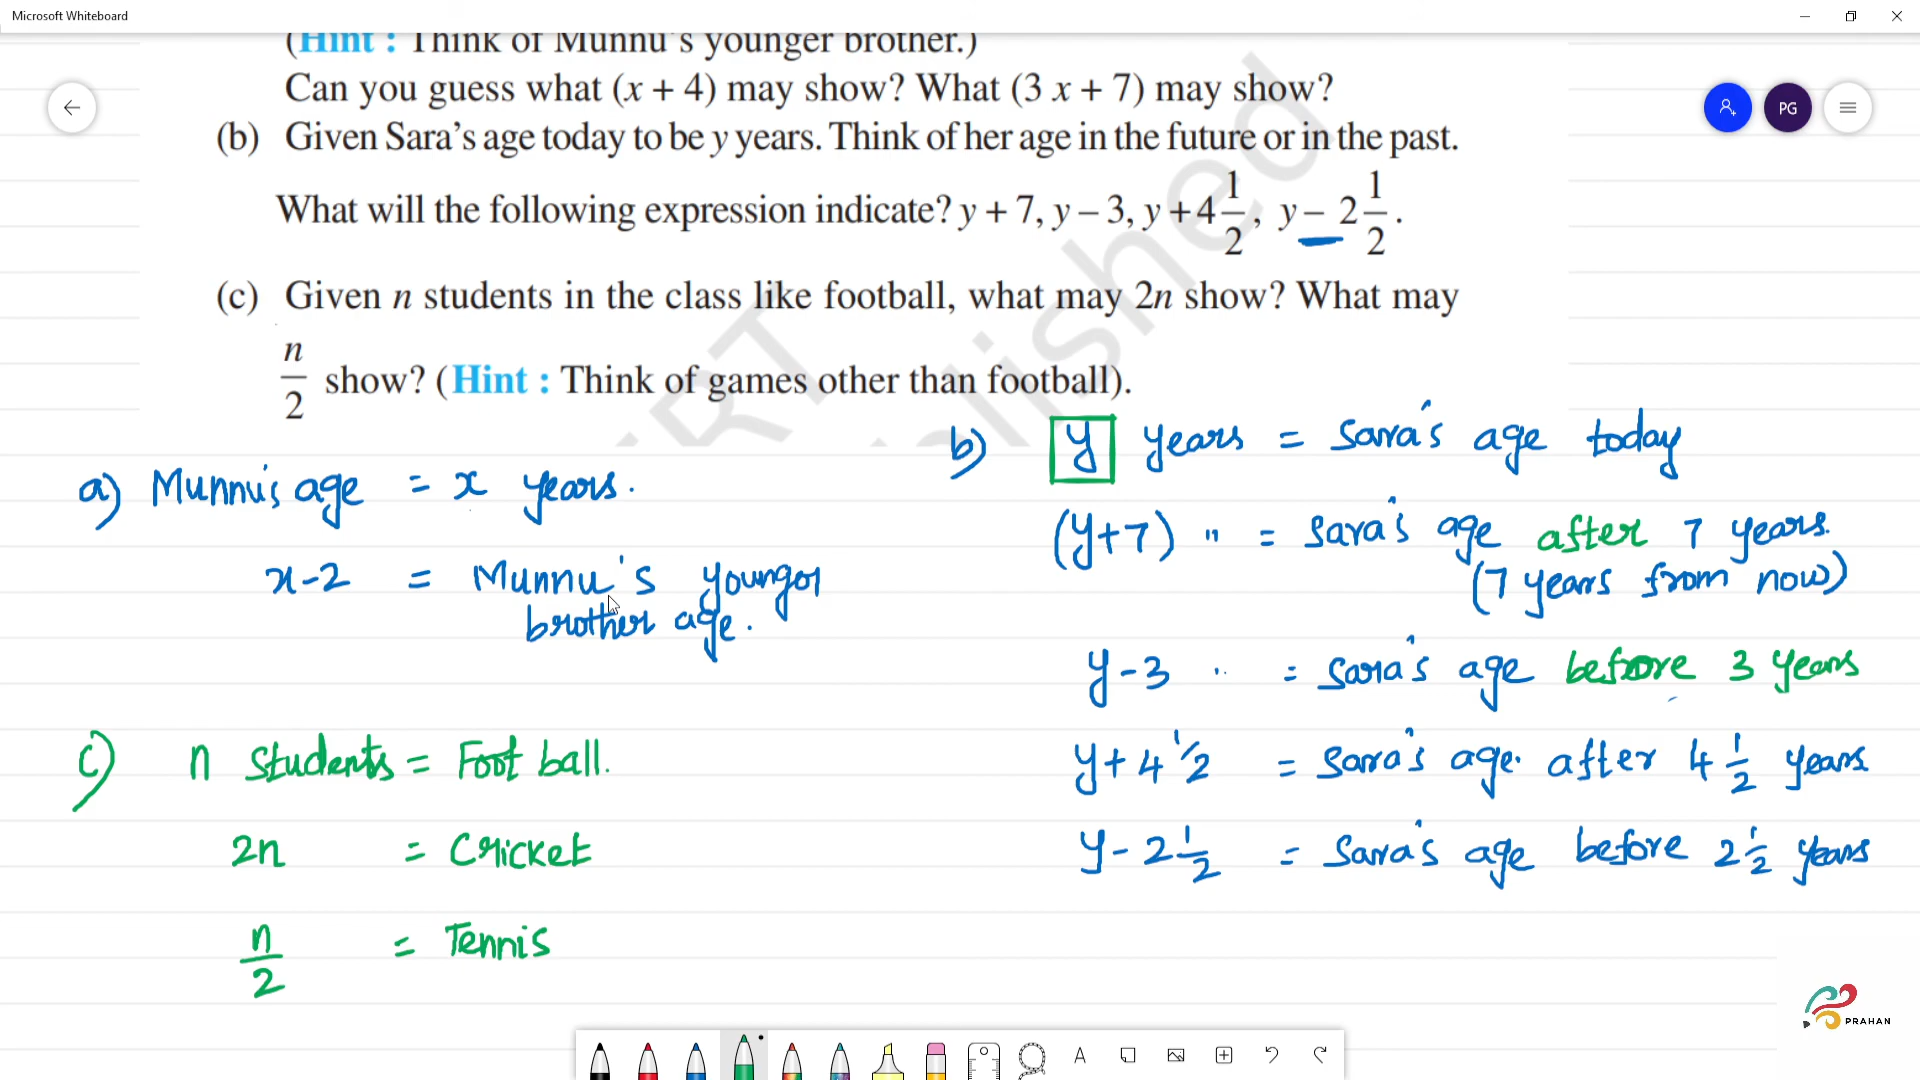 Microsoft Whiteboard
(Hint : Think of Munnu's younger brother.)
Can you guess what (x + 4) may show? What (3 x + 7) may show?
PG
(b) Given Sara's age today to be y years. Think of her age in the future or in the past.
What will the following expression indicate? y + 7, y – 3, y + 4 1/2, y – 2 1/2.
(c) Given n students in the class like football, what may 2n show? What may
n/2 show? (Hint : Think of games other than football).
a) Munnu's age = x years.
x-2 = Munnu's younger
brother age.
c) n students = Foot ball.
2n = Cricket
n/2 = Tennis
b) y years = Sara's age today
(y+7) " = Sara's age after 7 years.
(7 years from now)
y-3 " = Sara's age before 3 years
y+4 1/2 = Sara's age. after 4 1/2 years
y-2 1/2 = Sara's age before 2 1/2 years
PRAHAN
A